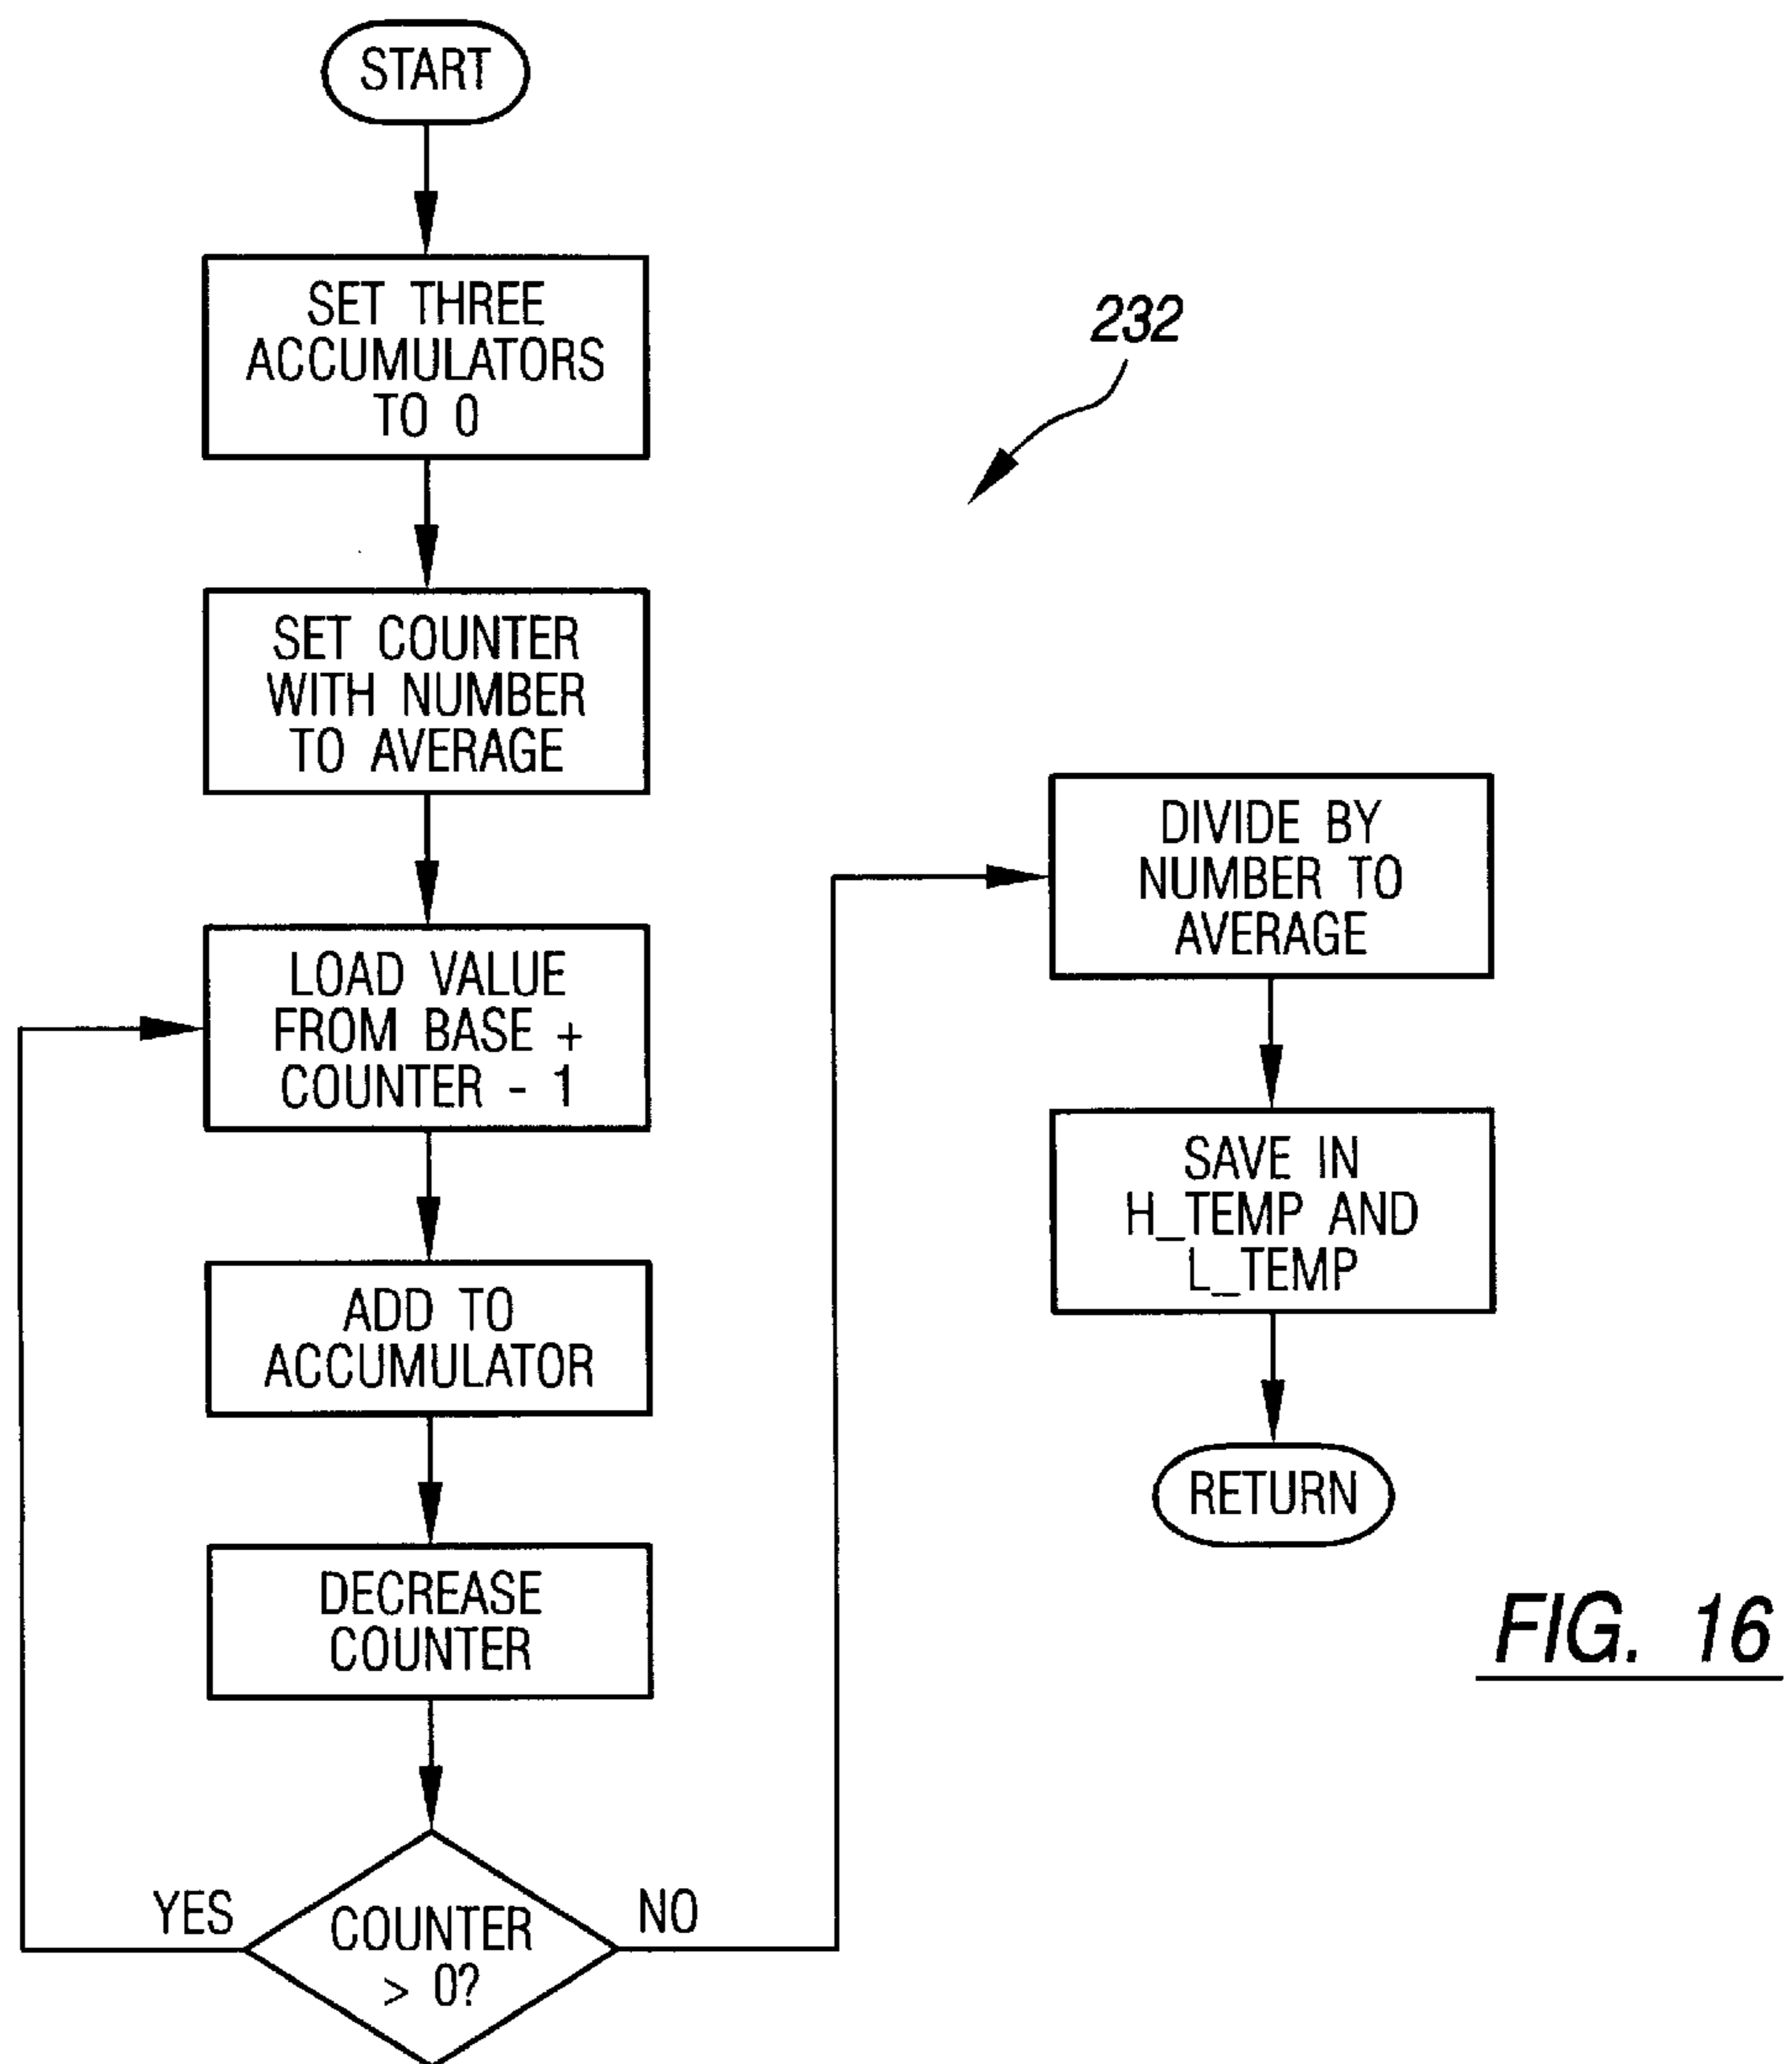 START
SET THREE
ACCUMULATORS
TO 0
232
SET COUNTER
WITH NUMBER
TO AVERAGE
LOAD VALUE
FROM BASE +
COUNTER - 1
ADD TO
ACCUMULATOR
DECREASE
COUNTER
YES
COUNTER
> 0?
NO
DIVIDE BY
NUMBER TO
AVERAGE
SAVE IN
H_TEMP AND
L_TEMP
RETURN
FIG. 16